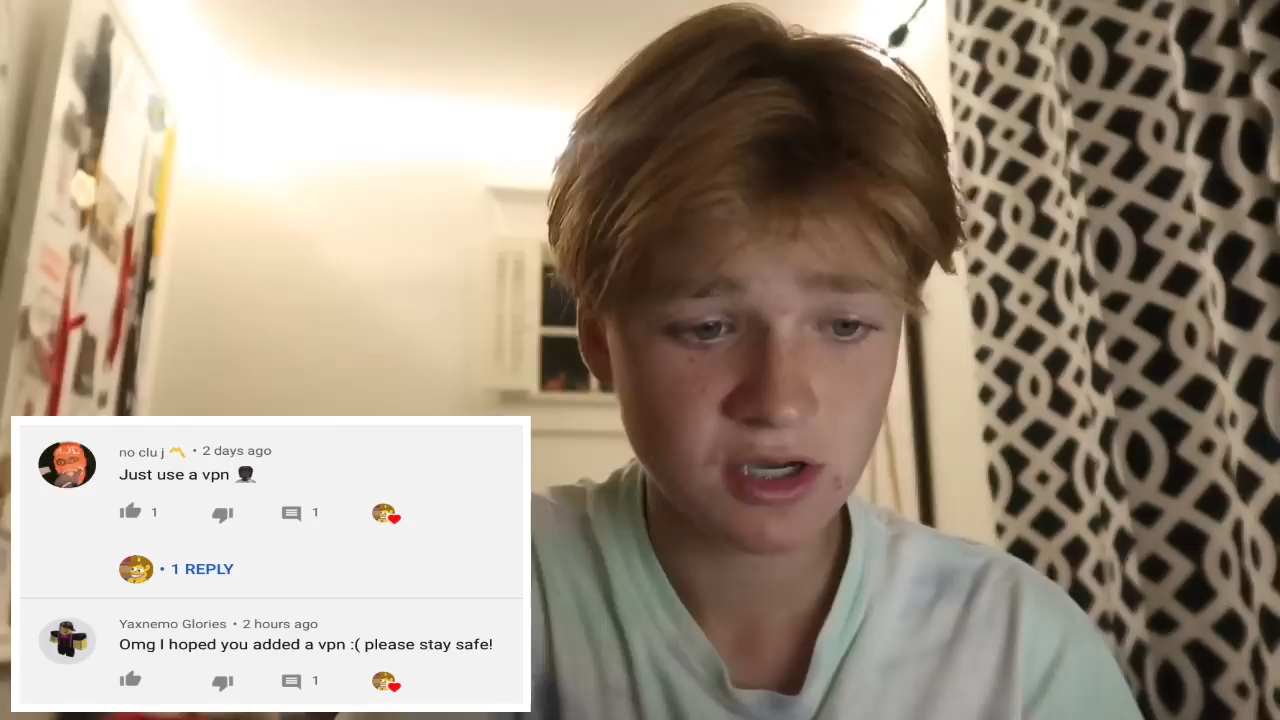 no clu j 🫱 • 2 days ago
Just use a vpn 👤
1
1
• 1 REPLY
Yaxnemo Glories • 2 hours ago
Omg I hoped you added a vpn :( please stay safe!
1